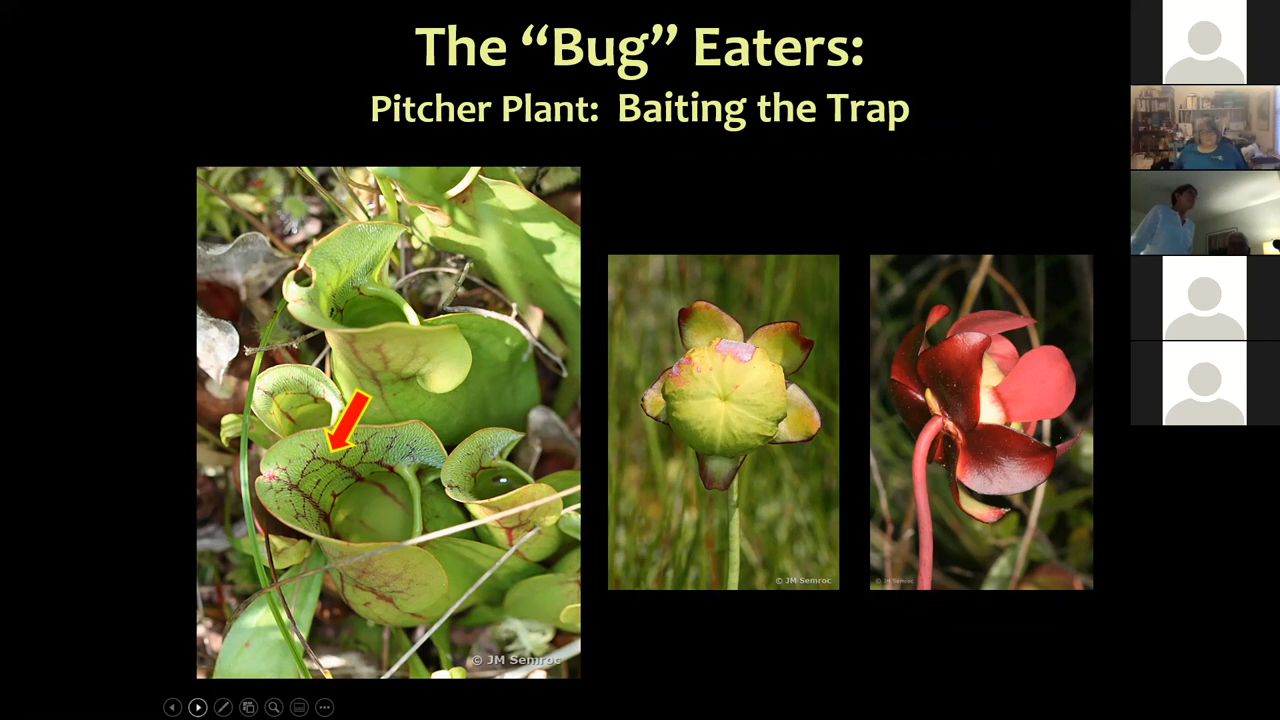 The “Bug” Eaters:
Pitcher Plant:  Baiting the Trap
© JM Semroc
© JM Semroc
© JM Semroc